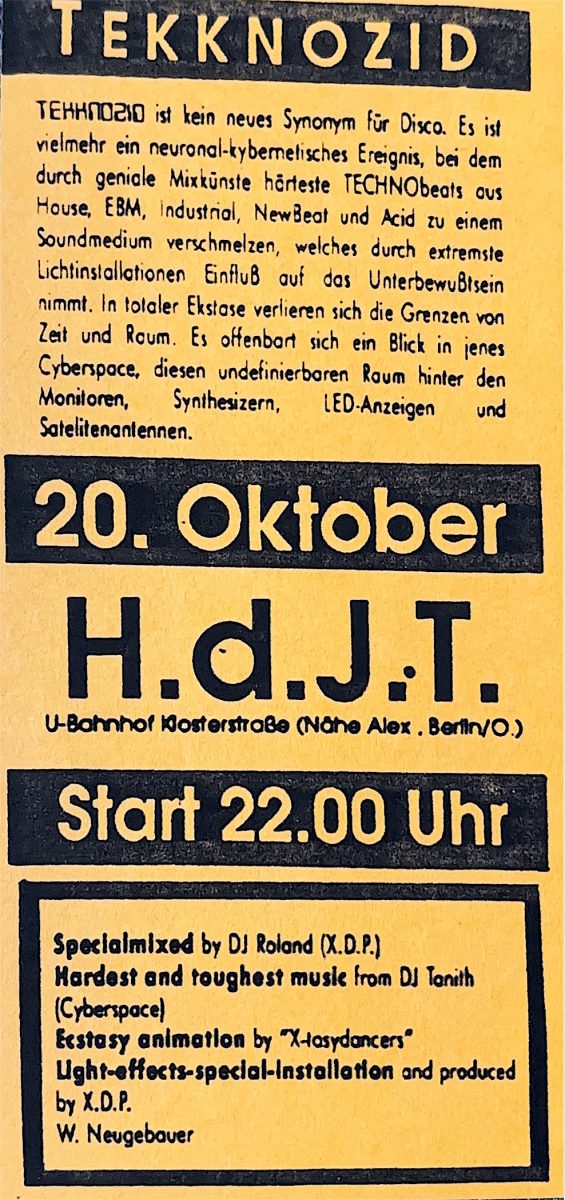 TEKKNOZID
TEKKNOZID ist kein neues Synonym für Disco. Es ist
vielmehr ein neuronal-kybernetisches Ereignis, bei dem
durch geniale Mixkünste härteste TECHNObeats aus
House, EBM, Industrial, NewBeat und Acid zu einem
Soundmedium verschmelzen, welches durch extremste
Lichtinstallationen Einfluß auf das Unterbewußtsein
nimmt. In totaler Ekstase verlieren sich die Grenzen von
Zeit und Raum. Es offenbart sich ein Blick in jenes
Cyberspace, diesen undefinierbaren Raum hinter den
Monitoren, Synthesizern, LED-Anzeigen und
Satelitenantennen.
20. Oktober
H.d.J.T.
U-Bahnhof Klosterstraße (Nähe Alex , Berlin/O.)
Start 22.00 Uhr
Specialmixed by DJ Roland (X.D.P.)
Hardest and toughest music from DJ Tanith
(Cyberspace)
Ecstasy animation by "X-tasydancers"
Light-effects-special-installation and produced
by X.D.P.
W. Neugebauer